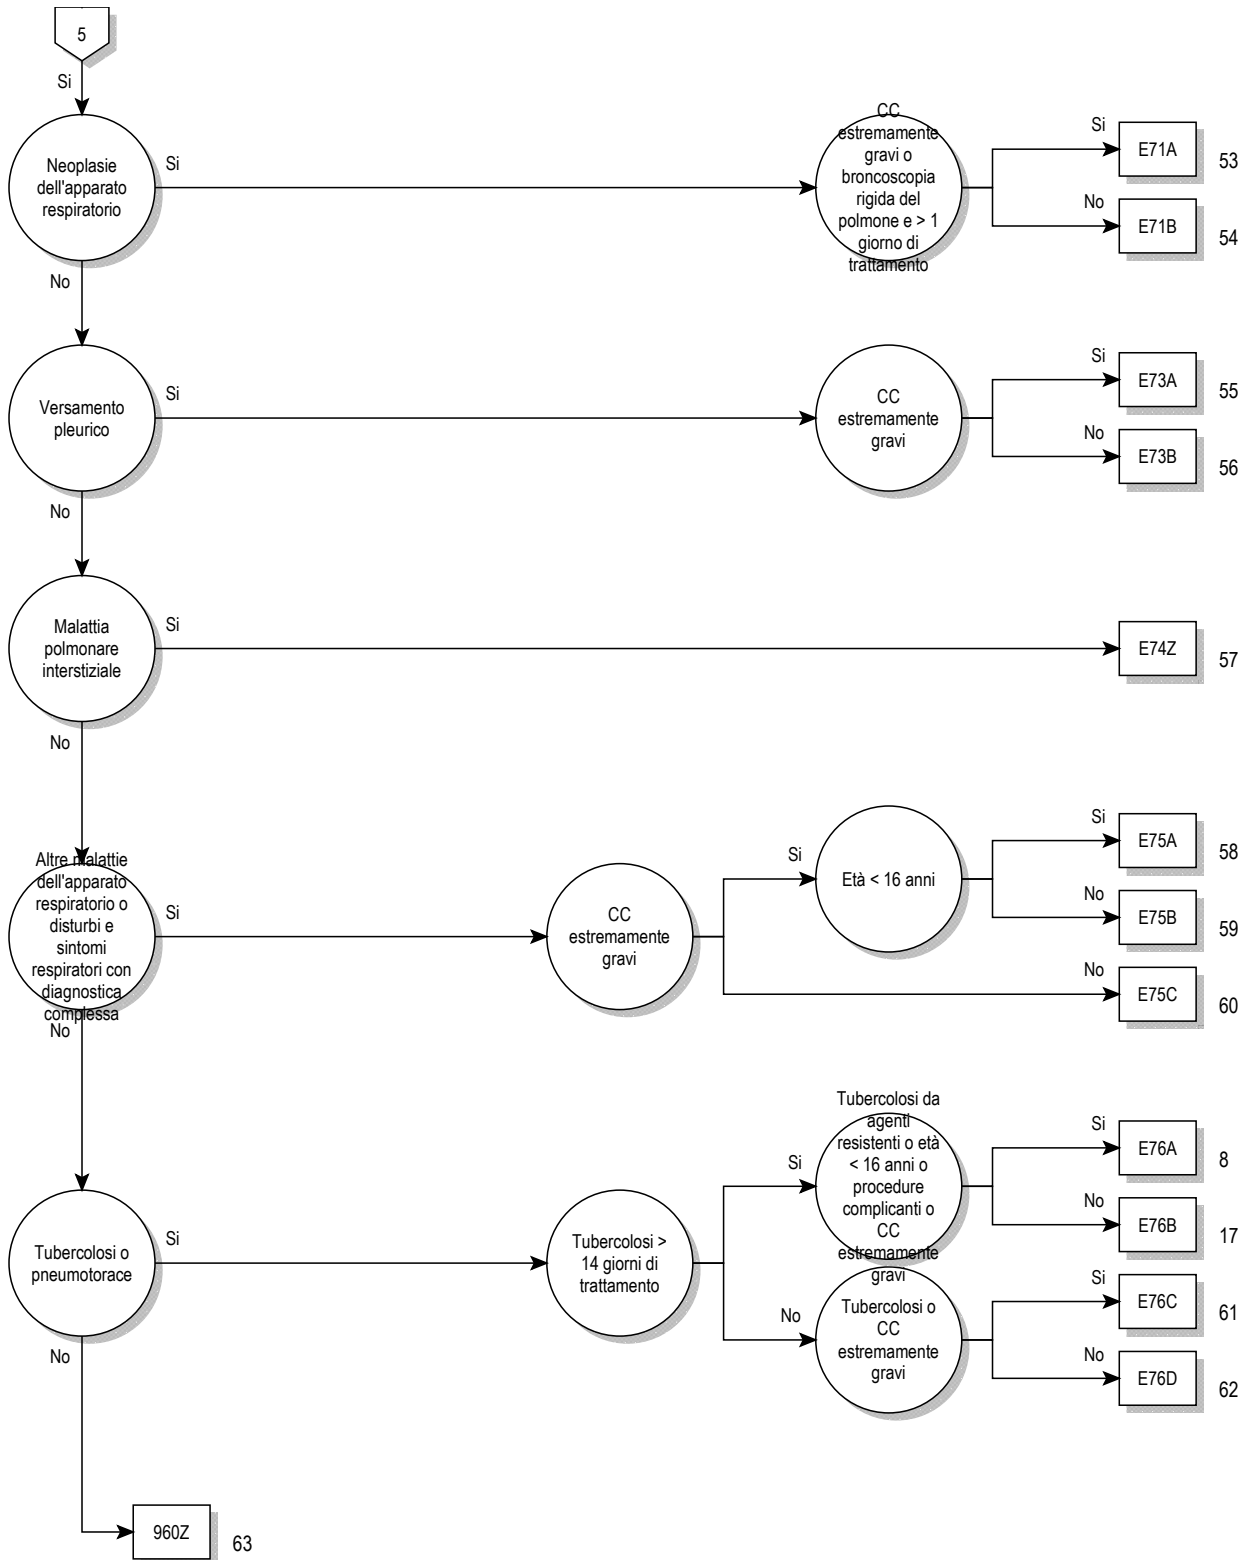 5
Si
Neoplasie
dell'apparato
respiratorio
Si
CC
estremamente
gravi o
broncoscopia
rigida del
polmone e > 1
giorno di
trattamento
Si
E71A
53
No
E71B
54
No
Versamento
pleurico
Si
CC
estremamente
gravi
Si
E73A
55
No
E73B
56
No
Malattia
polmonare
interstiziale
Si
E74Z
57
No
Altre malattie
dell'apparato
respiratorio o
disturbi e
sintomi
respiratori con
diagnostica
complessa
Si
CC
estremamente
gravi
Si
Età < 16 anni
Si
E75A
58
No
E75B
59
No
E75C
60
No
Tubercolosi o
pneumotorace
Si
Tubercolosi >
14 giorni di
trattamento
Si
Tubercolosi da
agenti
resistenti o età
< 16 anni o
procedure
complicanti o
CC
estremamente
gravi
Si
E76A
8
No
E76B
17
No
Tubercolosi o
CC
estremamente
gravi
Si
E76C
61
No
E76D
62
No
960Z
63